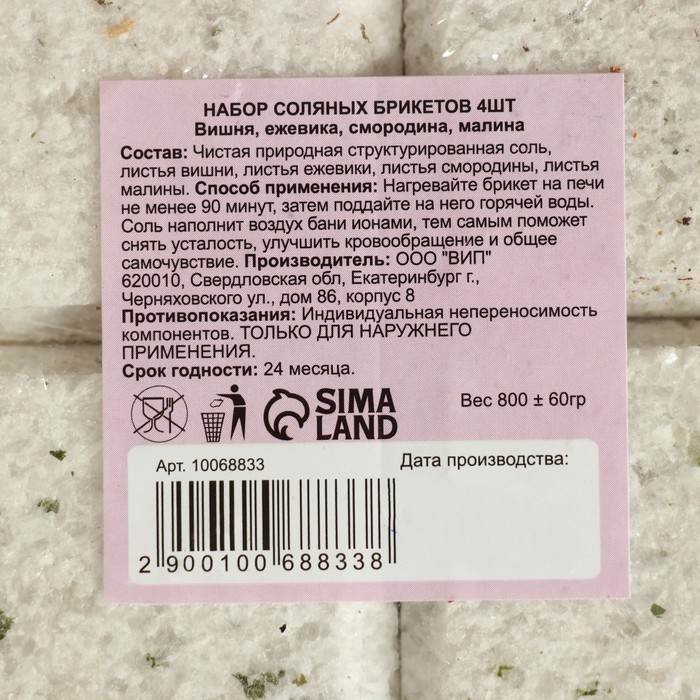 НАБОР СОЛЯНЫХ БРИКЕТОВ 4ШТ
Вишня, ежевика, смородина, малина
Состав: Чистая природная структурированная соль,
листья вишни, листья ежевики, листья смородины, листья
малины. Способ применения: Нагревайте брикет на печи
не менее 90 минут, затем поддайте на него горячей воды.
Соль наполнит воздух бани ионами, тем самым поможет
снять усталость, улучшить кровообращение и общее
самочувствие. Производитель: ООО "ВИП"
620010, Свердловская обл, Екатеринбург г.,
Черняховского ул., дом 86, корпус 8
Противопоказания: Индивидуальная непереносимость
компонентов. ТОЛЬКО ДЛЯ НАРУЖНЕГО
ПРИМЕНЕНИЯ.
Срок годности: 24 месяца.
SIMA
LAND
Вес 800 ± 60гр
Арт. 10068833
Дата производства:
2 900100 688338